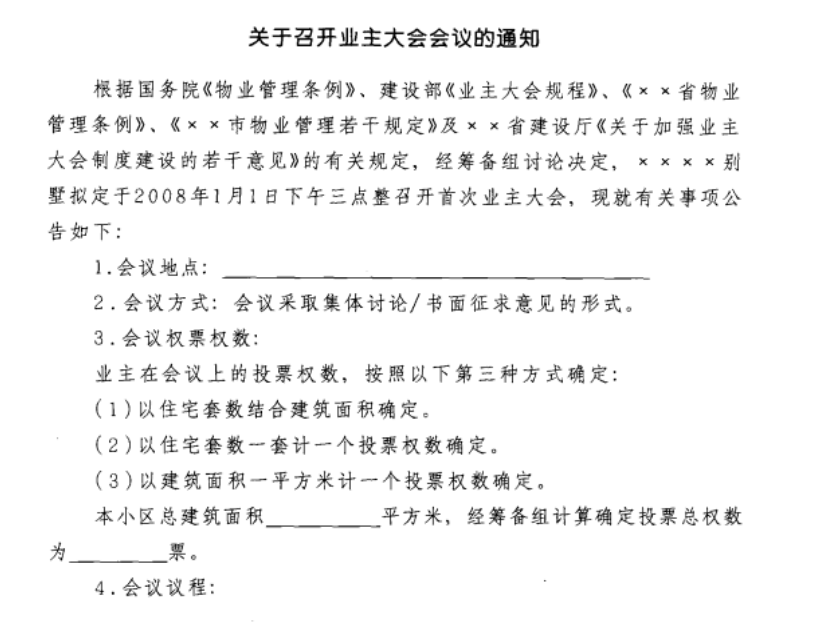 关于召开业主大会会议的通知
根据国务院《物业管理条例》、建设部《业主大会规程》、《××省物业
管理条例》、《××市物业管理若干规定》及××省建设厅《关于加强业主
大会制度建设的若干意见》的有关规定，经筹备组讨论决定，××××别
墅拟定于2008年1月1日下午三点整召开首次业主大会，现就有关事项公
告如下：
1.会议地点：____________________
2.会议方式：会议采取集体讨论/书面征求意见的形式。
3.会议权票权数：
业主在会议上的投票权数，按照以下第三种方式确定：
(1)以住宅套数结合建筑面积确定。
(2)以住宅套数一套计一个投票权数确定。
(3)以建筑面积一平方米计一个投票权数确定。
本小区总建筑面积________平方米，经筹备组计算确定投票总权数
为_______票。
4.会议议程：